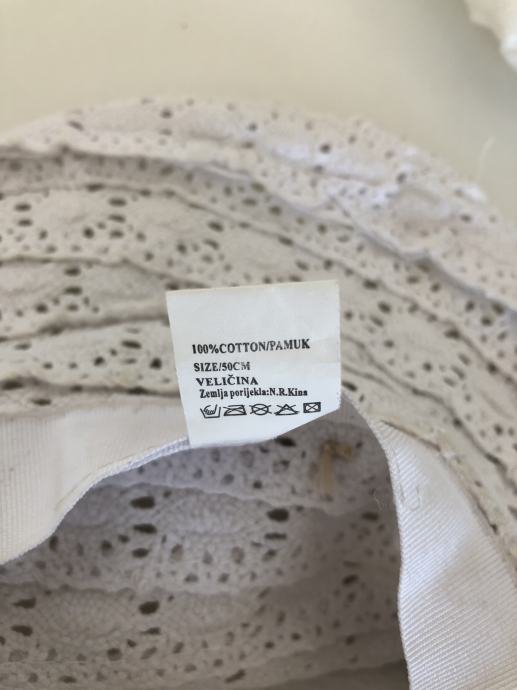 100%COTTON/PAMUK
SIZE/50CM
VELIČINA
Zemlja porijekla:N.R.Kina